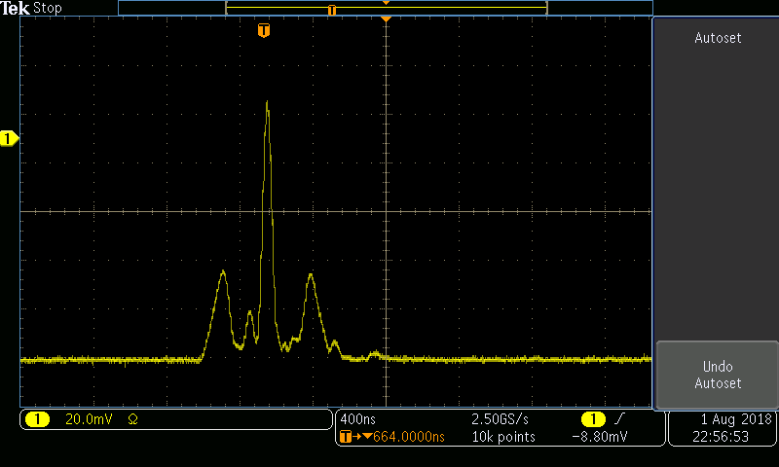 Tek Stop
T
T
Autoset
1
Undo
Autoset
1 20.0mV Ω
400ns 2.50GS/s 1
T→▼664.0000ns 10k points −8.80mV
1 Aug 2018
22:56:53